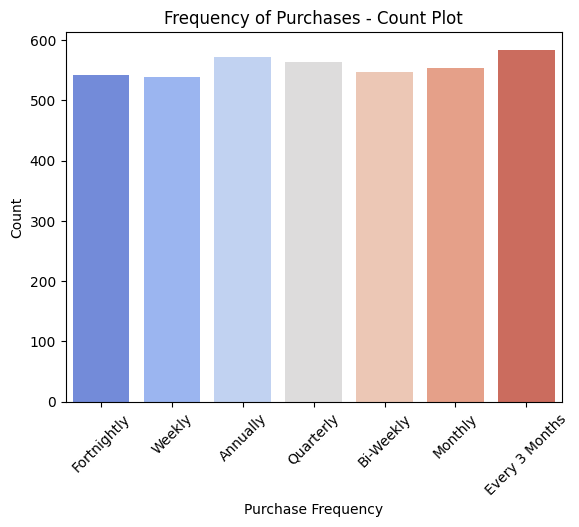 Frequency of Purchases - Count Plot
600
500
400
300
200
100
0
Count
Fortnightly
Weekly
Annually
Quarterly
Bi-Weekly
Monthly
Every 3 Months
Purchase Frequency